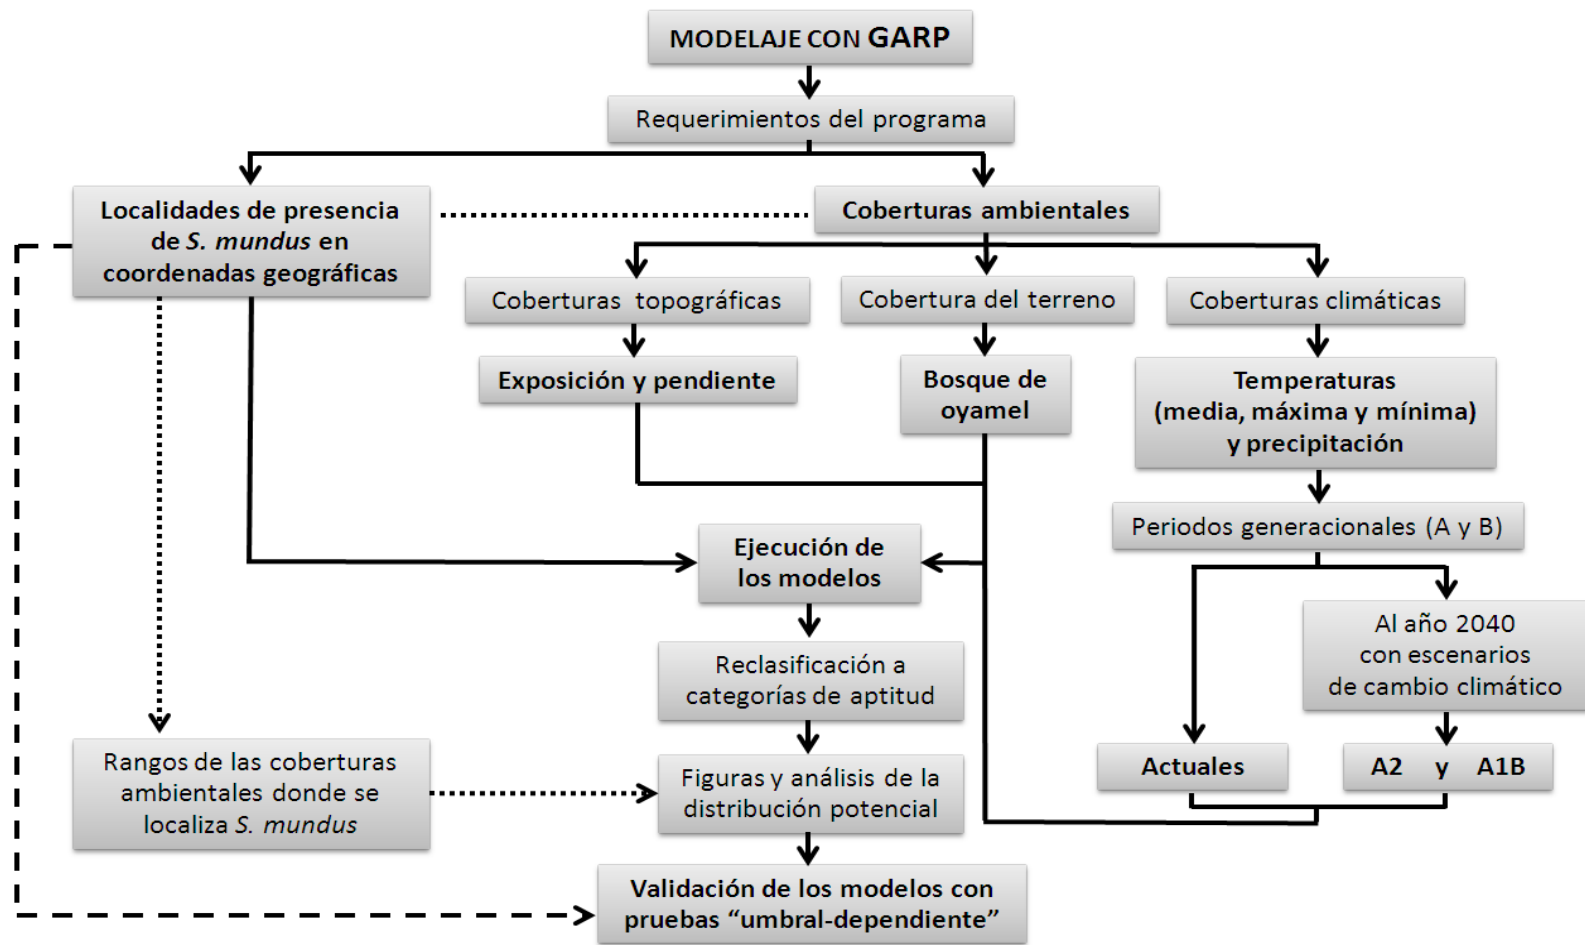 MODELAJE CON GARP
Requerimientos del programa
Localidades de presencia
de S. mundus en
coordenadas geográficas
Coberturas ambientales
Coberturas topográficas
Cobertura del terreno
Coberturas climáticas
Exposición y pendiente
Bosque de
oyamel
Temperaturas
(media, máxima y mínima)
y precipitación
Periodos generacionales (A y B)
Ejecución de
los modelos
Al año 2040
con escenarios
de cambio climático
Reclasificación a
categorías de aptitud
Rangos de las coberturas
ambientales donde se
localiza S. mundus
Figuras y análisis de la
distribución potencial
Actuales
A2 y A1B
Validación de los modelos con
pruebas “umbral-dependiente”